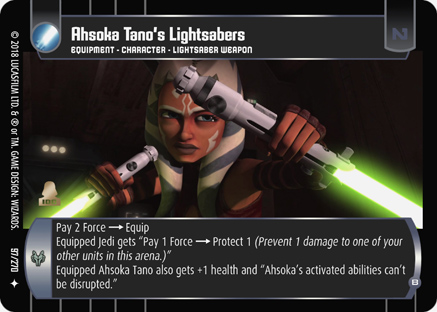 Ahsoka Tano's Lightsabers
EQUIPMENT - CHARACTER - LIGHTSABER WEAPON
N
© 2018 LUCASFILM LTD. & ® or TM. GAME DESIGN: WIZARDS.
97/270
Pay 2 Force → Equip
Equipped Jedi gets "Pay 1 Force → Protect 1 (Prevent 1 damage to one of your
other units in this arena.)"
Equipped Ahsoka Tano also gets +1 health and "Ahsoka's activated abilities can't
be disrupted."
B